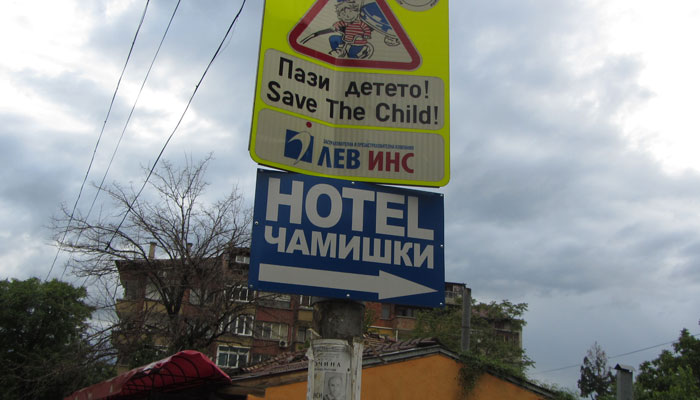 Пази детето!
Save The Child!
ЛЕВ ИНС
HOTEL
ЧАМИШКИ